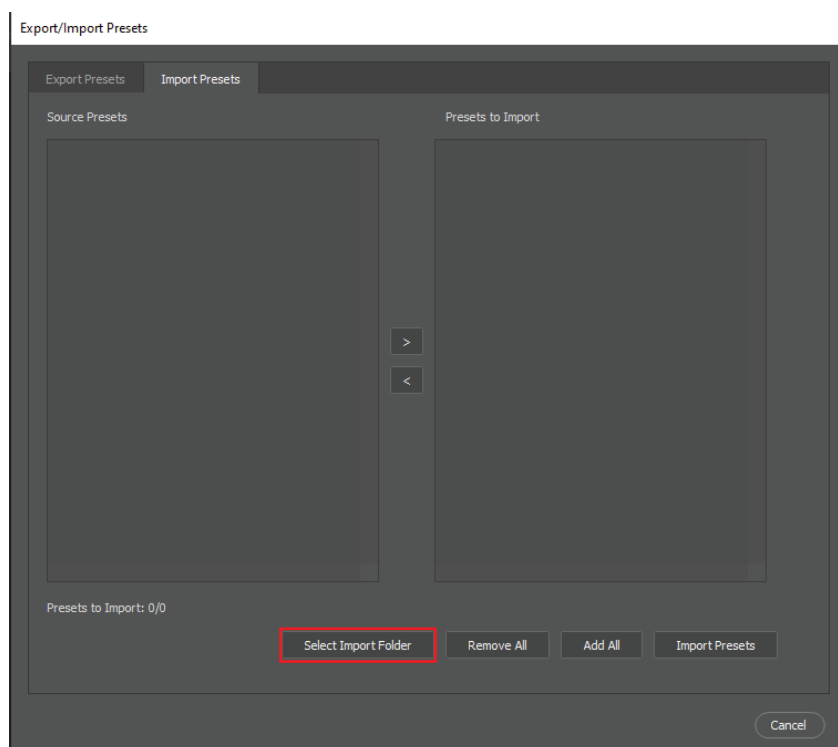 Export/Import Presets
Export Presets Import Presets
Source Presets Presets to Import
>
<
Presets to Import: 0/0
Select Import Folder Remove All Add All Import Presets
Cancel